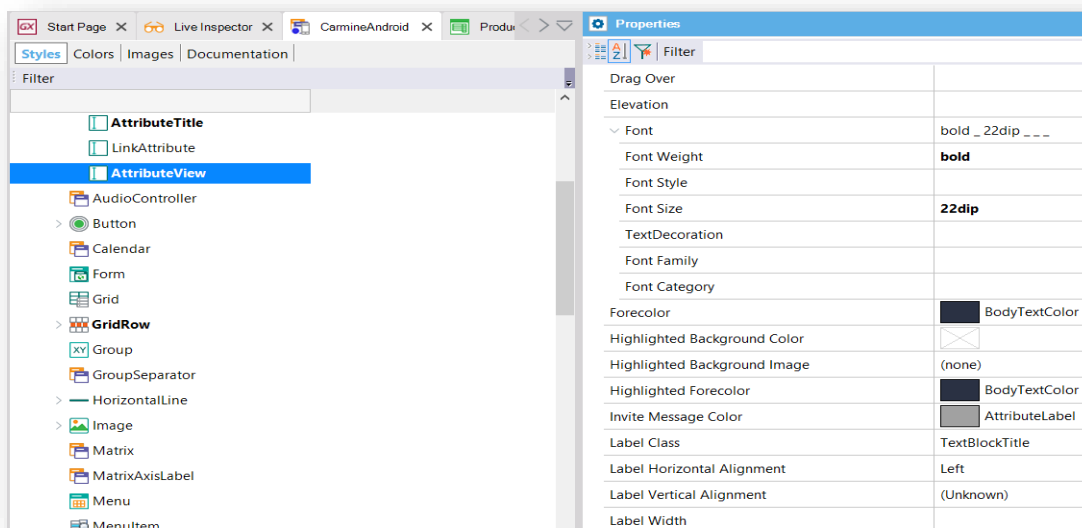 GX Start Page Live Inspector CarmineAndroid Produ
Styles Colors Images Documentation
Filter
AttributeTitle
LinkAttribute
AttributeView
AudioController
Button
Calendar
Form
Grid
GridRow
XY Group
GroupSeparator
HorizontalLine
Image
Matrix
MatrixAxisLabel
Menu
MenuItem
Properties
A Z Filter
Drag Over
Elevation
Font bold _ 22dip _ _ _
Font Weight bold
Font Style
Font Size 22dip
TextDecoration
Font Family
Font Category
Forecolor BodyTextColor
Highlighted Background Color
Highlighted Background Image (none)
Highlighted Forecolor BodyTextColor
Invite Message Color AttributeLabel
Label Class TextBlockTitle
Label Horizontal Alignment Left
Label Vertical Alignment (Unknown)
Label Width